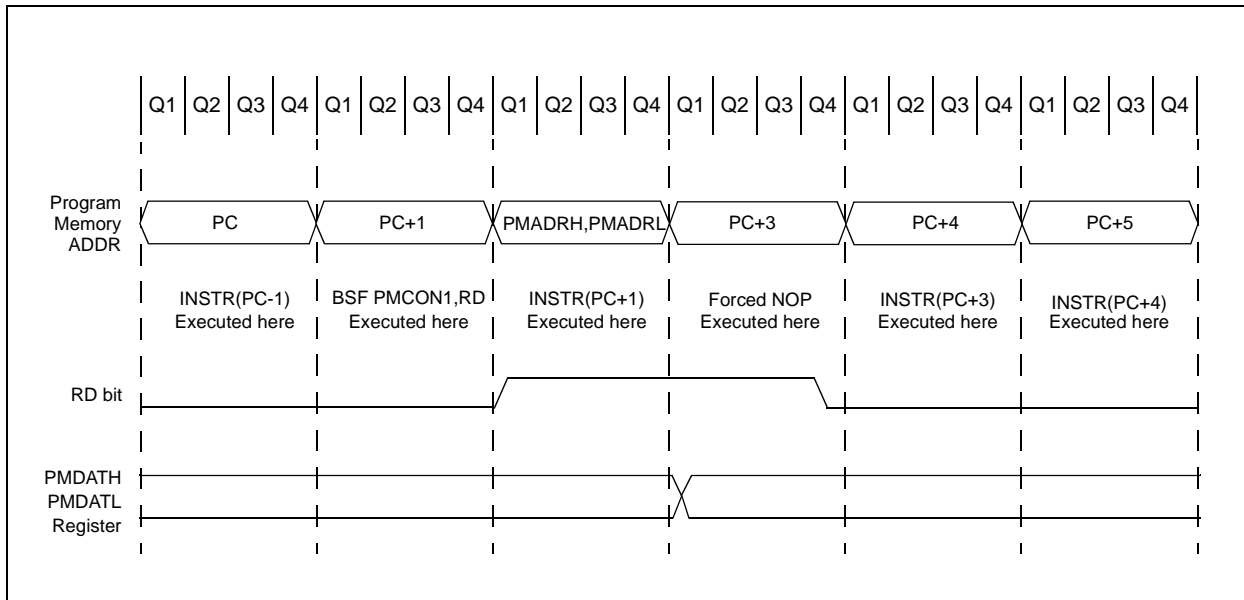 Q1 Q2 Q3 Q4 Q1 Q2 Q3 Q4 Q1 Q2 Q3 Q4 Q1 Q2 Q3 Q4 Q1 Q2 Q3 Q4 Q1 Q2 Q3 Q4
Program
Memory
ADDR
PC
PC+1
PMADRH,PMADRL
PC+3
PC+4
PC+5
INSTR(PC-1)
Executed here
BSF PMCON1,RD
Executed here
INSTR(PC+1)
Executed here
Forced NOP
Executed here
INSTR(PC+3)
Executed here
INSTR(PC+4)
Executed here
RD bit
PMDATH
PMDATL
Register